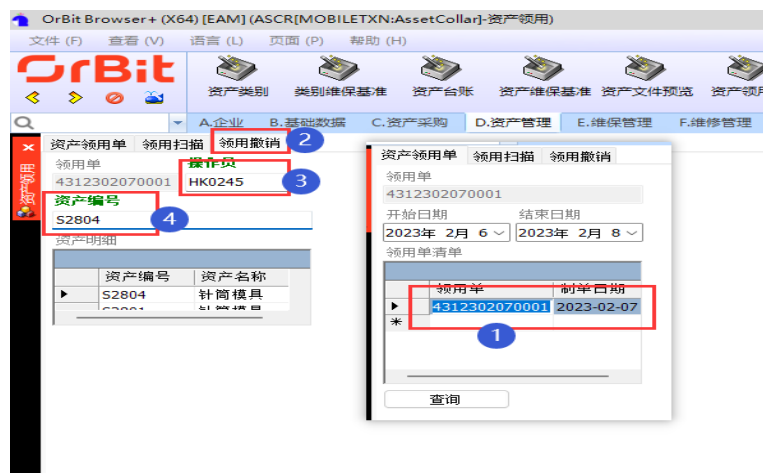 OrBit Browser+ (X64) [EAM] (ASCR[MOBILETXN:AssetCollar]-资产领用)
文件 (F) 查看 (V) 语言 (L) 页面 (P) 帮助 (H)
OrBit
资产类别 类别维保基准 资产台账 资产维保基准 资产文件预览 资产领用
A.企业 B.基础数据 C.资产采购 D.资产管理 E.维保管理 F.维修管理
资产领用
资产领用单 领用扫描 领用撤销 2
领用单 操作员
4312302070001 HK0245 3
资产编号
S2804 4
资产明细
资产编号 资产名称
S2804 针筒模具
资产领用单 领用扫描 领用撤销
领用单
4312302070001
开始日期 结束日期
2023年 2月 6 2023年 2月 8
领用单清单
领用单 制单日期
4312302070001 2023-02-07
1
查询